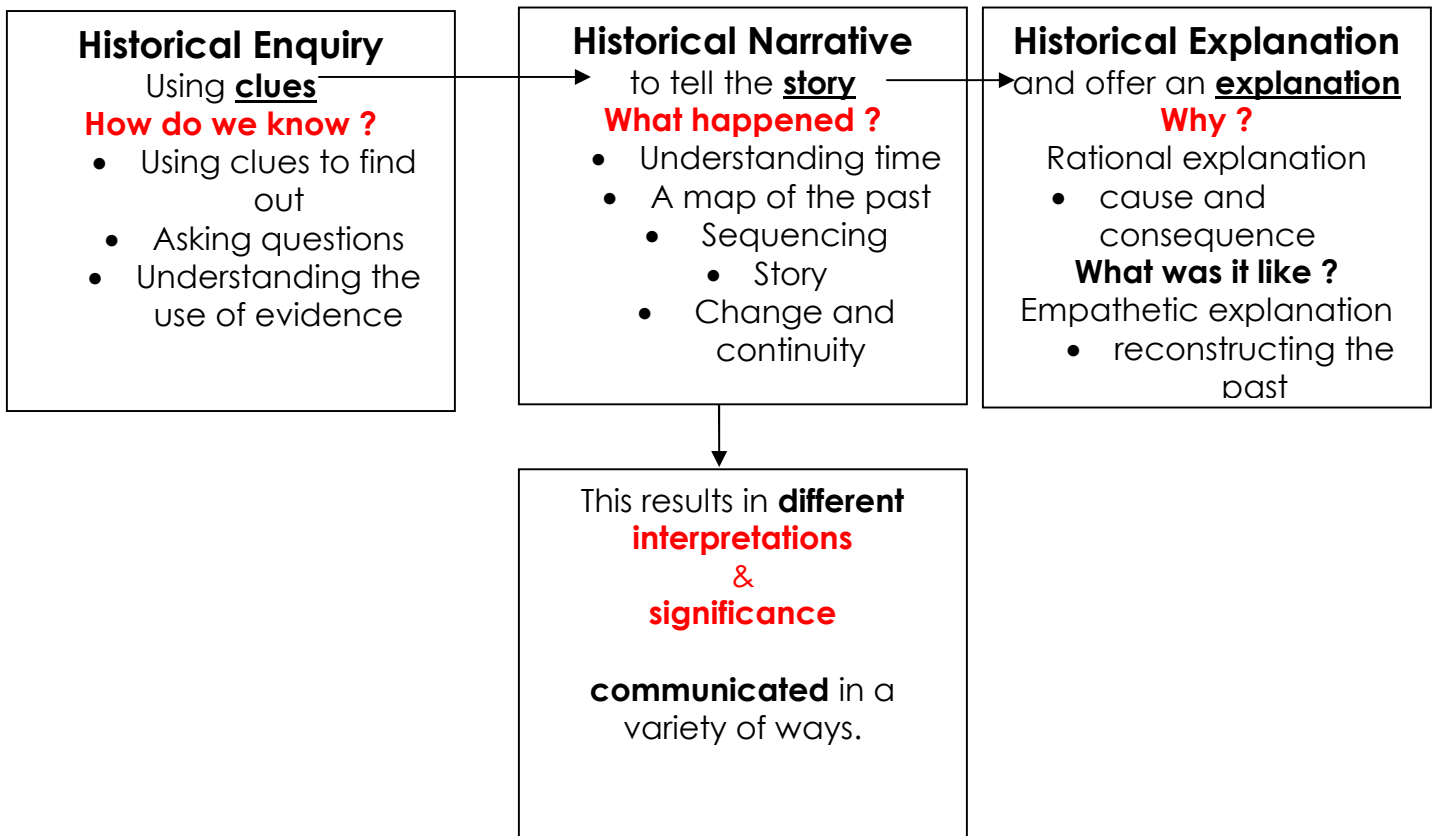 Historical Enquiry
Using clues
How do we know ?
• Using clues to find
out
• Asking questions
• Understanding the
use of evidence
Historical Narrative
to tell the story
What happened ?
• Understanding time
• A map of the past
• Sequencing
• Story
• Change and
continuity
Historical Explanation
and offer an explanation
Why ?
Rational explanation
• cause and
consequence
What was it like ?
Empathetic explanation
• reconstructing the
past
This results in different
interpretations
&
significance
communicated in a
variety of ways.